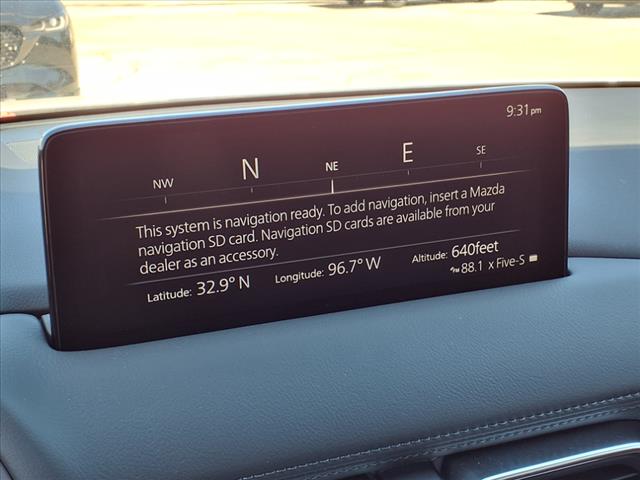 9:31 pm
NW N NE E SE
This system is navigation ready. To add navigation, insert a Mazda
navigation SD card. Navigation SD cards are available from your
dealer as an accessory.
Latitude: 32.9° N Longitude: 96.7° W Altitude: 640feet
FM 88.1 x Five-S